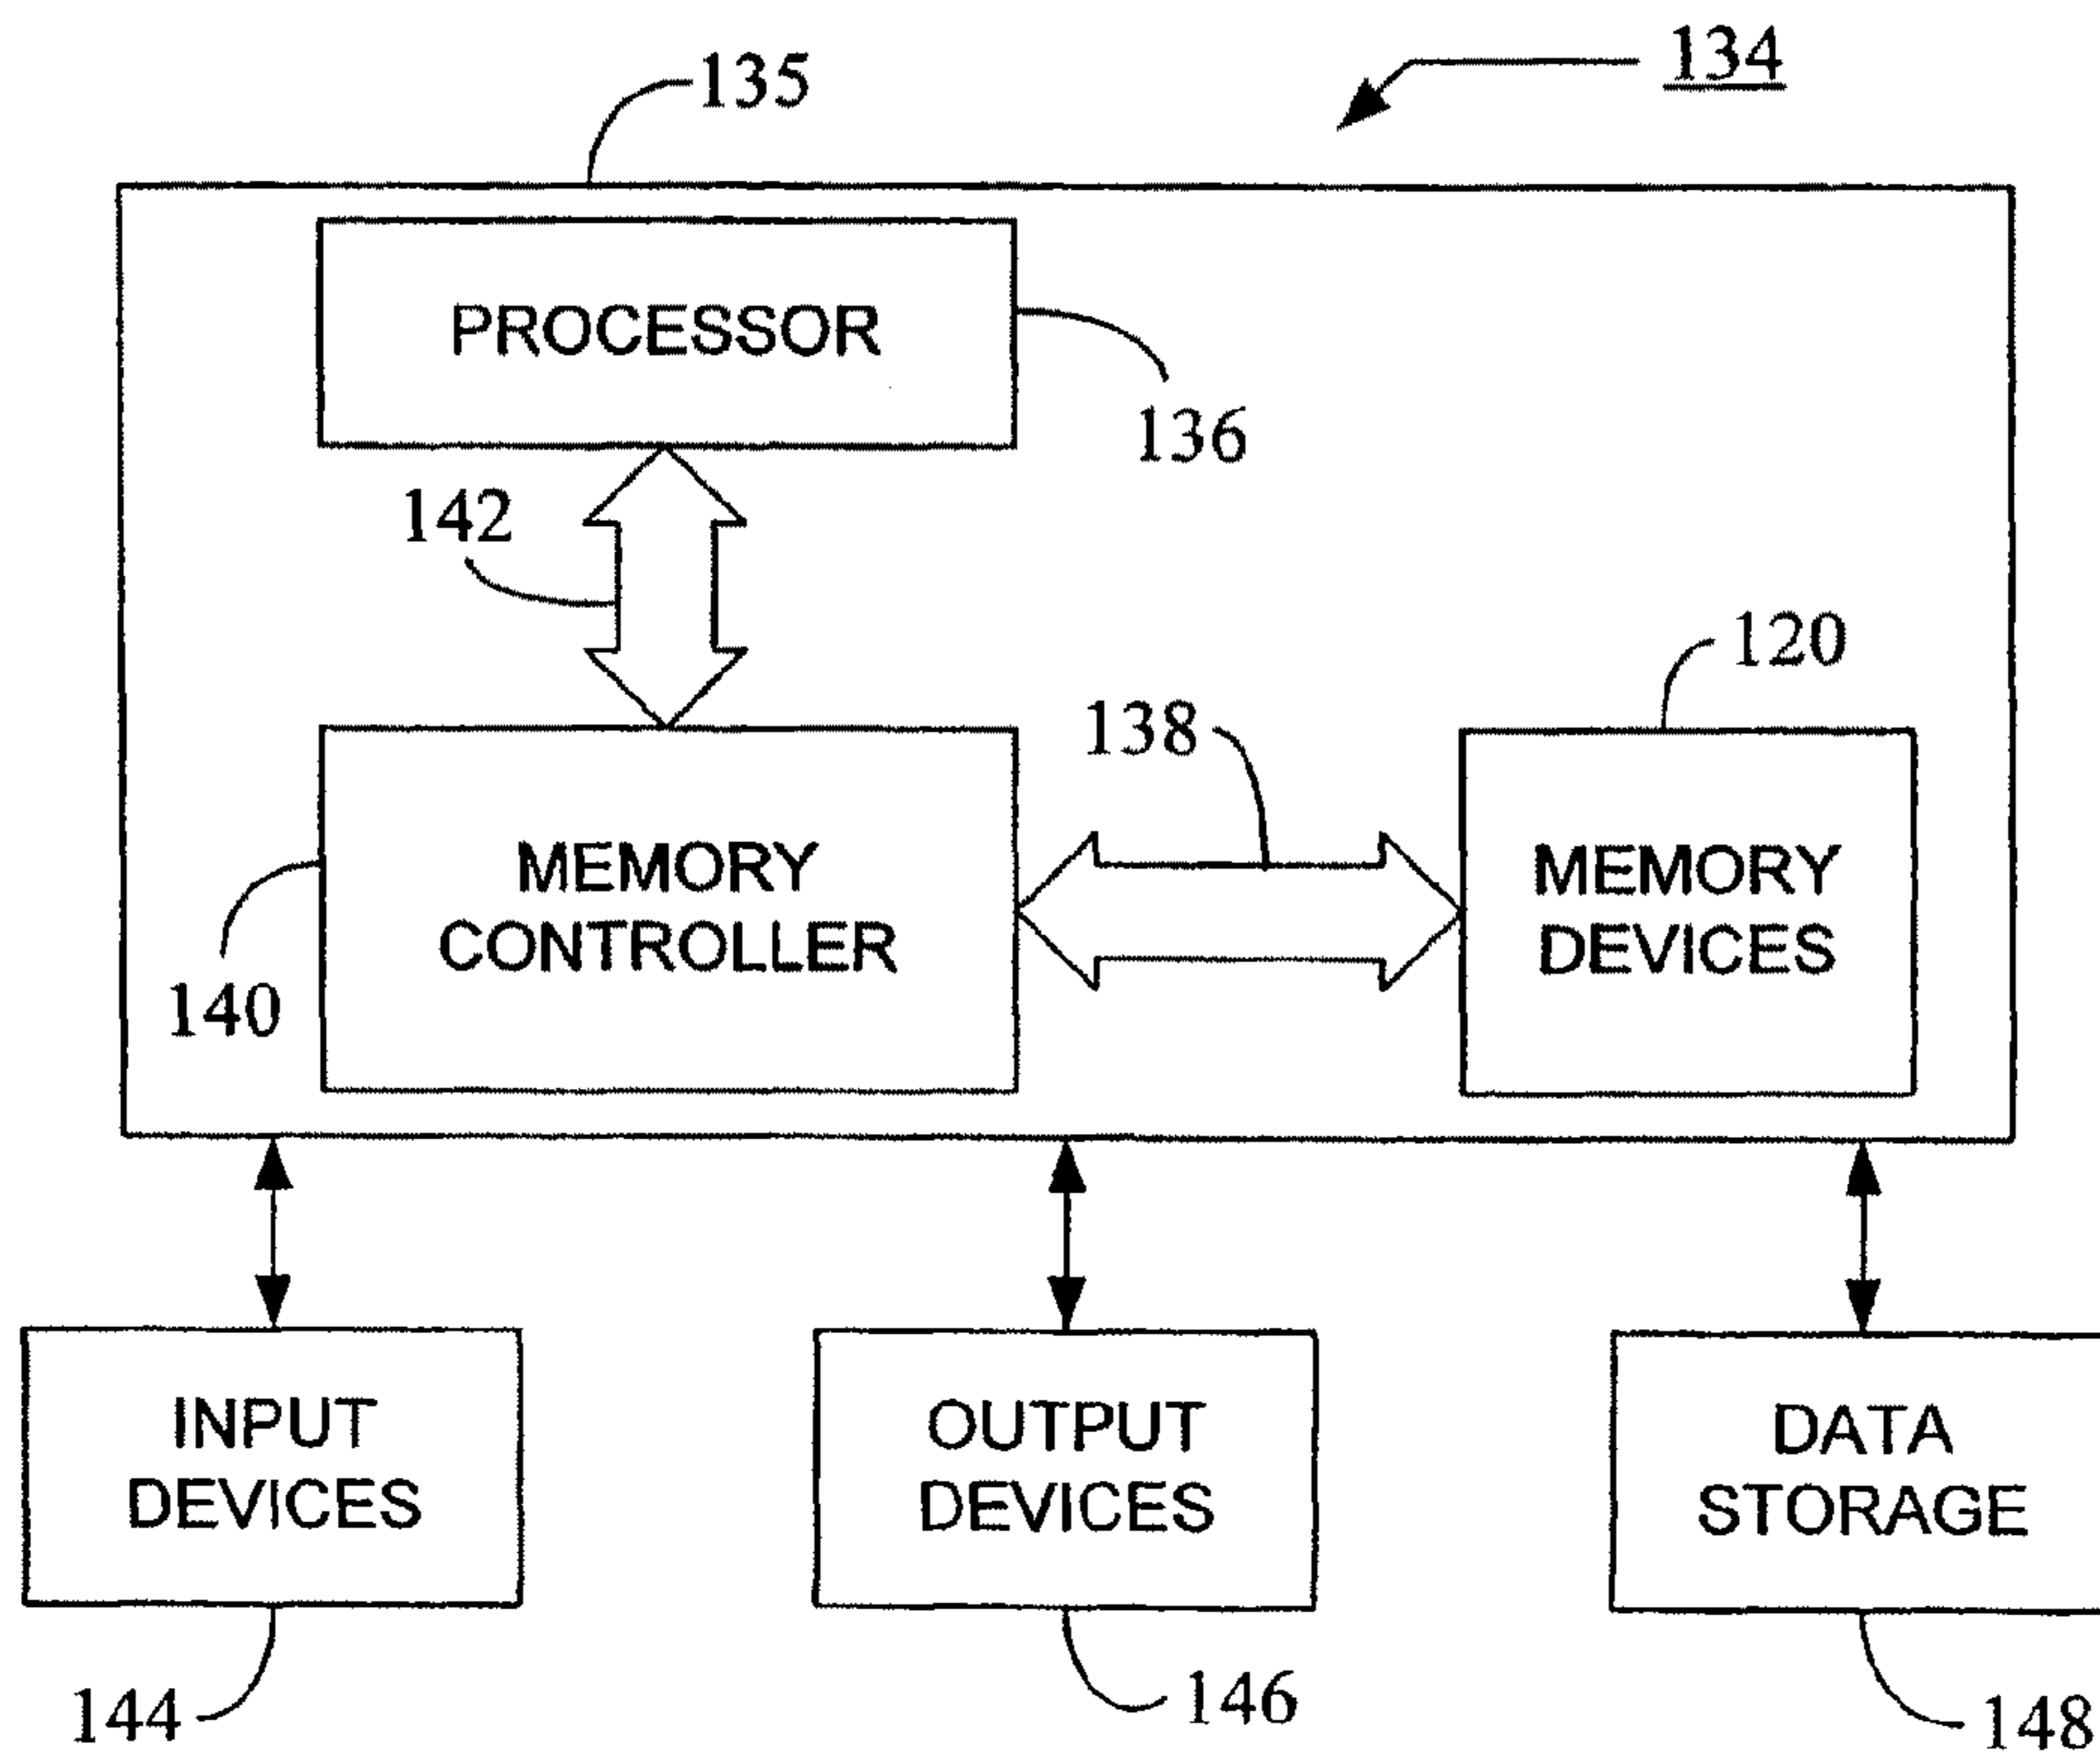 134
135
PROCESSOR
136
142
120
138
MEMORY
CONTROLLER
MEMORY
DEVICES
140
INPUT
DEVICES
OUTPUT
DEVICES
DATA
STORAGE
144
146
148